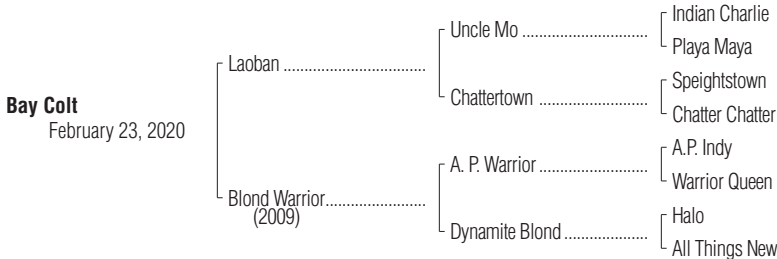 Indian Charlie
Uncle Mo ................................
Playa Maya
Laoban ....................................
Speightstown
Chattertown ............................
Chatter Chatter
Bay Colt
February 23, 2020
A.P. Indy
A. P. Warrior ............................
Warrior Queen
Blond Warrior.........................
(2009)
Halo
Dynamite Blond .....................
All Things New